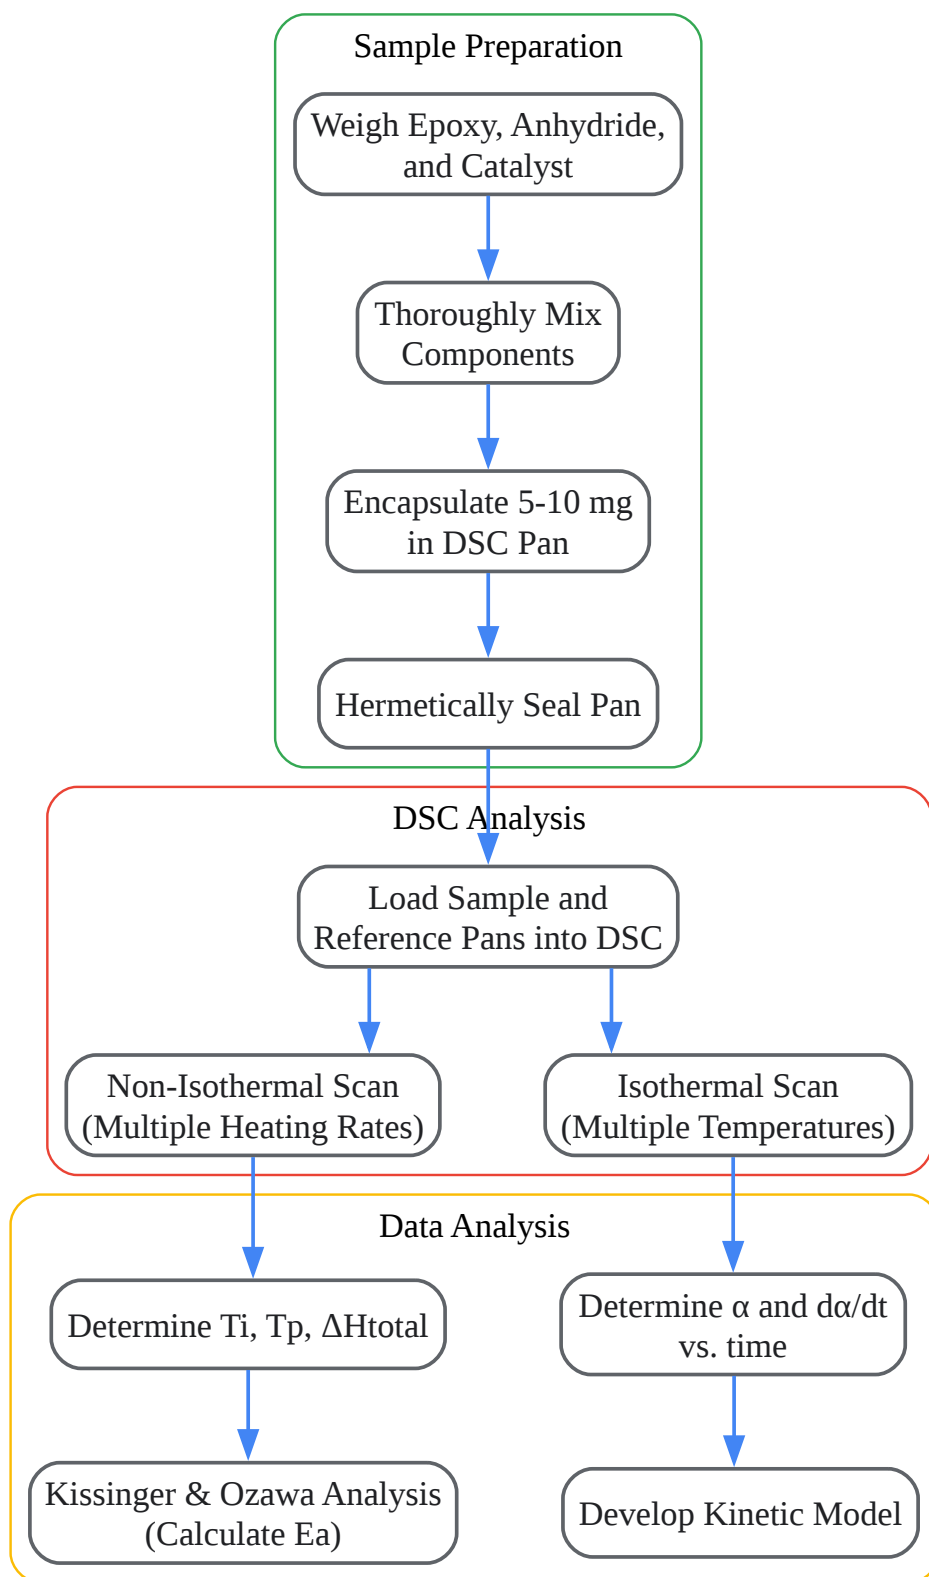 Sample Preparation
Weigh Epoxy, Anhydride,
and Catalyst
Thoroughly Mix
Components
Encapsulate 5-10 mg
in DSC Pan
Hermetically Seal Pan
DSC Analysis
Load Sample and
Reference Pans into DSC
Non-Isothermal Scan
(Multiple Heating Rates)
Isothermal Scan
(Multiple Temperatures)
Data Analysis
Determine Ti, Tp, ΔHtotal
Determine α and dα/dt
vs. time
Kissinger & Ozawa Analysis
(Calculate Ea)
Develop Kinetic Model